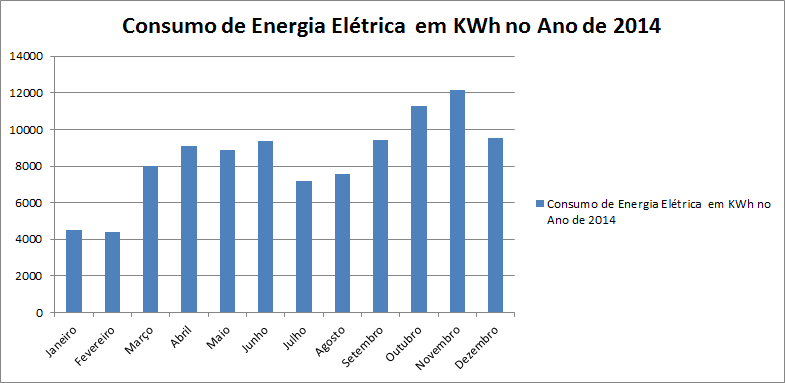 Consumo de Energia Elétrica  em KWh no Ano de 2014
14000
12000
10000
8000
6000
4000
2000
0
Janeiro
Fevereiro
Março
Abril
Maio
Junho
Julho
Agosto
Setembro
Outubro
Novembro
Dezembro
Consumo de Energia Elétrica  em KWh no
Ano de 2014